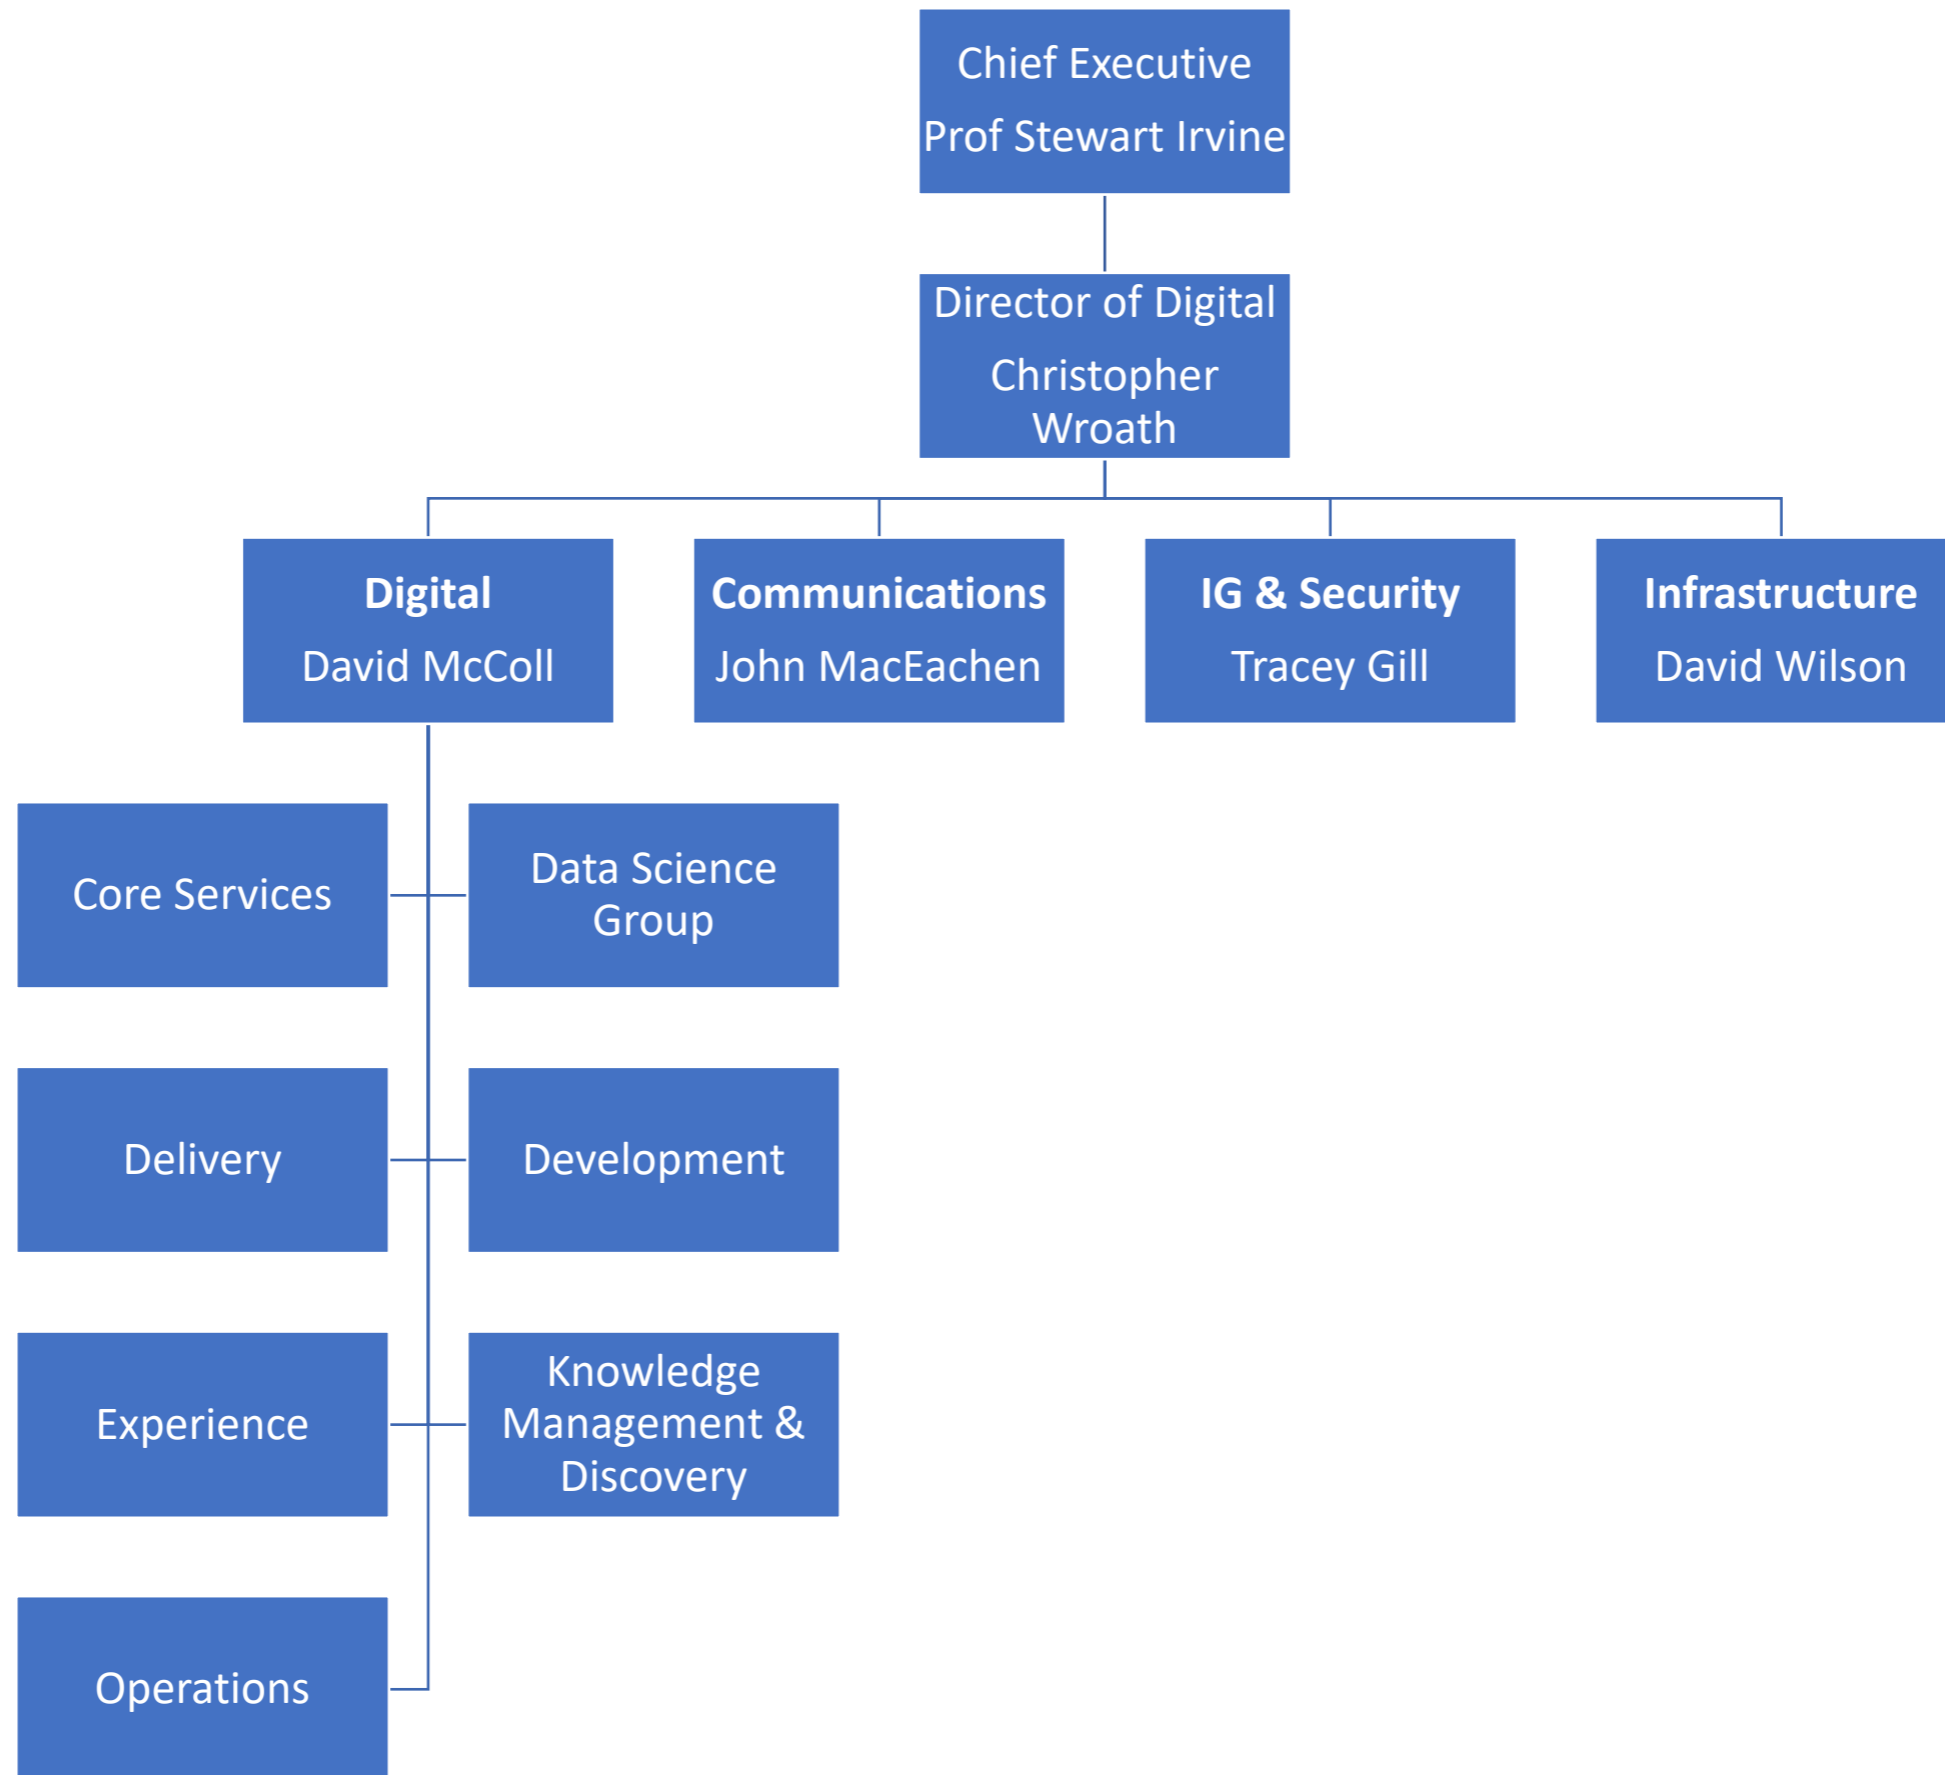 Chief Executive
Prof Stewart Irvine
Director of Digital
Christopher
Wroath
Digital
David McColl
Communications
John MacEachen
IG & Security
Tracey Gill
Infrastructure
David Wilson
Core Services
Data Science
Group
Delivery
Development
Experience
Knowledge
Management &
Discovery
Operations